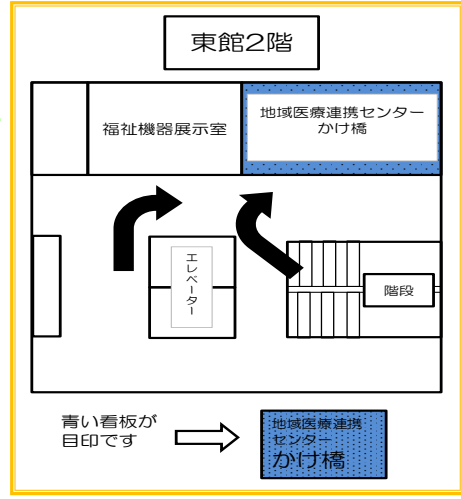 東館2階
福祉機器展示室
地域医療連携センター
かけ橋
エレベーター
階段
青い看板が
目印です
地域医療連携
センター
かけ橋